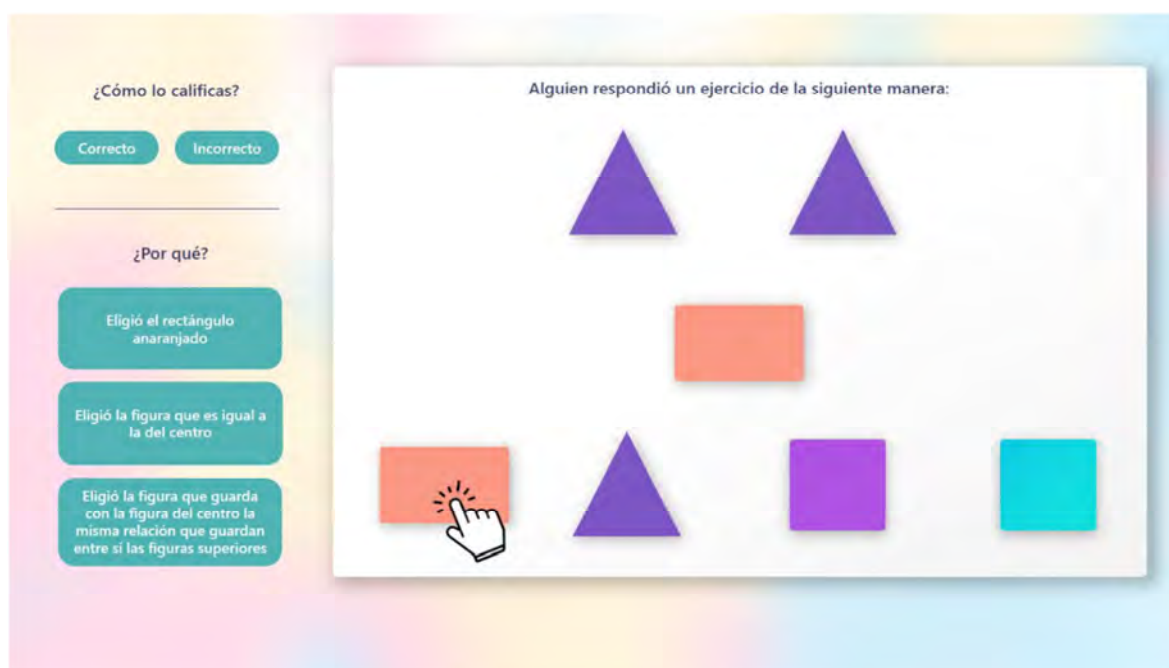 ¿Cómo lo calificas?
Correcto
Incorrecto
¿Por qué?
Eligió el rectángulo
anaranjado
Eligió la figura que es igual a
la del centro
Eligió la figura que guarda
con la figura del centro la
misma relación que guardan
entre sí las figuras superiores
Alguien respondió un ejercicio de la siguiente manera: